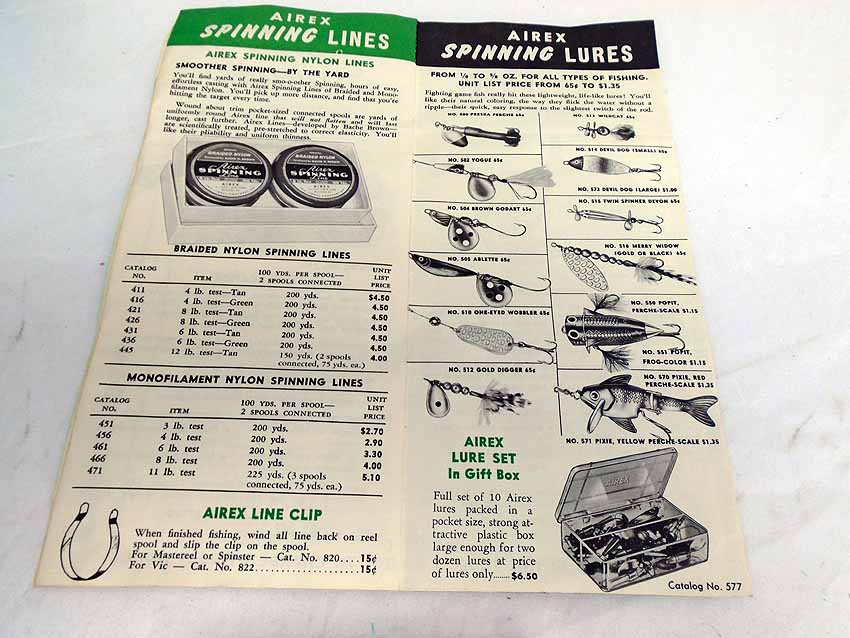 AIREX
SPINNING LINES
AIREX SPINNING NYLON LINES
SMOOTHER SPINNING—BY THE YARD
You'll find yards of really smo-o-other Spinning, hours of easy,
effortless casting with Airex Spinning Lines of Braided and Mono-
filament Nylon. You'll pick up more distance, and find that you're
hitting the target every time.
Wound about trim pocket-sized connected spools are yards of
uniformly round Airex line that will not flatten and will last
longer, cast further. Airex Lines—developed by Bache Brown—
are scientifically treated, pre-stretched to correct elasticity. You'll
like their pliability and uniform thinness.
BRAIDED NYLON
Airex
SPINNING
Line
AIREX
BRAIDED NYLON
Airex
SPINNING
Line
AIREX
BRAIDED NYLON SPINNING LINES
CATALOG NO. ITEM 100 YDS. PER SPOOL— 2 SPOOLS CONNECTED UNIT LIST PRICE
411 4 lb. test—Tan 200 yds. $4.50
416 4 lb. test—Green 200 yds. 4.50
421 8 lb. test—Tan 200 yds. 4.50
426 8 lb. test—Green 200 yds. 4.50
431 6 lb. test—Tan 200 yds. 4.50
436 6 lb. test—Green 200 yds. 4.50
445 12 lb. test—Tan 150 yds. (2 spools 4.00
connected, 75 yds. ea.)
MONOFILAMENT NYLON SPINNING LINES
CATALOG NO. ITEM 100 YDS. PER SPOOL— 2 SPOOLS CONNECTED UNIT LIST PRICE
451 3 lb. test 200 yds. $2.70
456 4 lb. test 200 yds. 2.90
461 6 lb. test 200 yds. 3.30
466 8 lb. test 200 yds. 4.00
471 11 lb. test 225 yds. (3 spools 5.10
connected, 75 yds. ea.)
AIREX LINE CLIP
When finished fishing, wind all line back on reel
spool and slip the clip on the spool.
For Mastereel or Spinster — Cat. No. 820....15¢
For Vic — Cat. No. 822..................15¢
AIREX
SPINNING LURES
FROM 1/8 TO 5/8 OZ. FOR ALL TYPES OF FISHING.
UNIT LIST PRICE FROM 65¢ TO $1.35
Fighting game fish really hit these lightweight, life-like lures! You'll
like their natural coloring, the way they flick the water without a
ripple—their quick, easy response to the slightest twitch of the rod.
NO. 500 PRESKA PERCHE 65¢
NO. 502 VOGUE 65¢
NO. 504 BROWN GODART 65¢
NO. 505 ABLETTE 65¢
NO. 510 ONE-EYED WOBBLER 65¢
NO. 512 GOLD DIGGER 65¢
NO. 513 WILDCAT 65¢
NO. 514 DEVIL DOG (SMALL) 65¢
NO. 572 DEVIL DOG (LARGE) $1.00
NO. 515 TWIN SPINNER DEVON 65¢
NO. 516 MERRY WIDOW
(GOLD OR BLACK) 65¢
NO. 550 POPIT,
PERCHE-SCALE $1.15
NO. 551 POPIT,
FROG-COLOR $1.15
NO. 570 PIXIE, RED
PERCHE-SCALE $1.35
NO. 571 PIXIE, YELLOW PERCHE-SCALE $1.35
AIREX
LURE SET
In Gift Box
Full set of 10 Airex
lures packed in a
pocket size, strong at-
tractive plastic box
large enough for two
dozen lures at price
of lures only.......$6.50
AIREX
Catalog No. 577